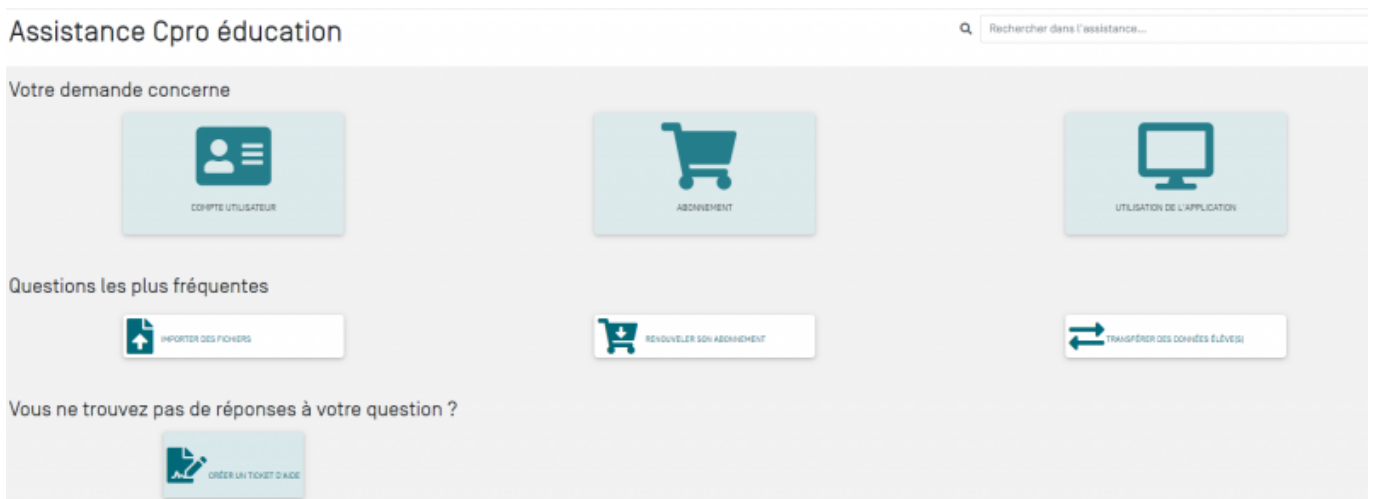 Assistance Cpro éducation
Rechercher dans l'assistance...
Votre demande concerne
COMPTE UTILISATEUR
ABONNEMENT
UTILISATION DE L'APPLICATION
Questions les plus fréquentes
IMPORTER DES FICHIERS
RENOUVELER SON ABONNEMENT
TRANSFÉRER DES DONNÉES ÉLÈVE(S)
Vous ne trouvez pas de réponses à votre question ?
CRÉER UN TICKET D'AIDE